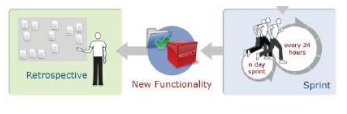 every 24
hours
n day
sprint
Retrospective
New Functionality
Sprint